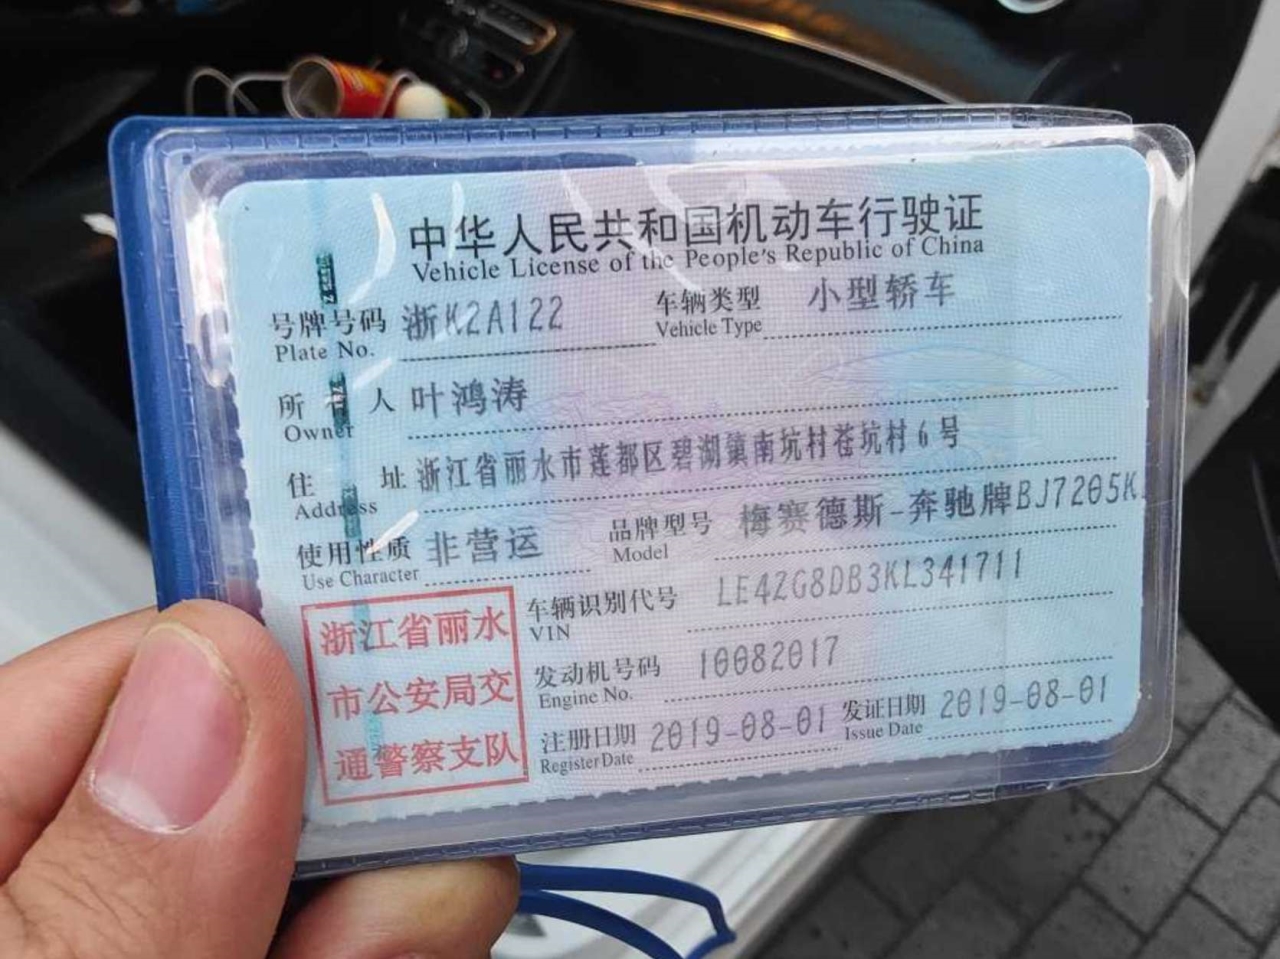 中华人民共和国机动车行驶证
Vehicle License of the People's Republic of China
号牌号码 浙K2A122 车辆类型 小型轿车
Plate No. Vehicle Type
所有人 叶鸿涛
Owner
住址 浙江省丽水市莲都区碧湖镇南坑村苍坑村6号
Address
使用性质 非营运 品牌型号 梅赛德斯-奔驰牌BJ7205K
Use Character Model
车辆识别代号 LE42G8DB3KL341711
VIN
发动机号码 10082017
Engine No.
注册日期 2019-08-01 发证日期 2019-08-01
Register Date Issue Date
浙江省丽水
市公安局交
通警察支队